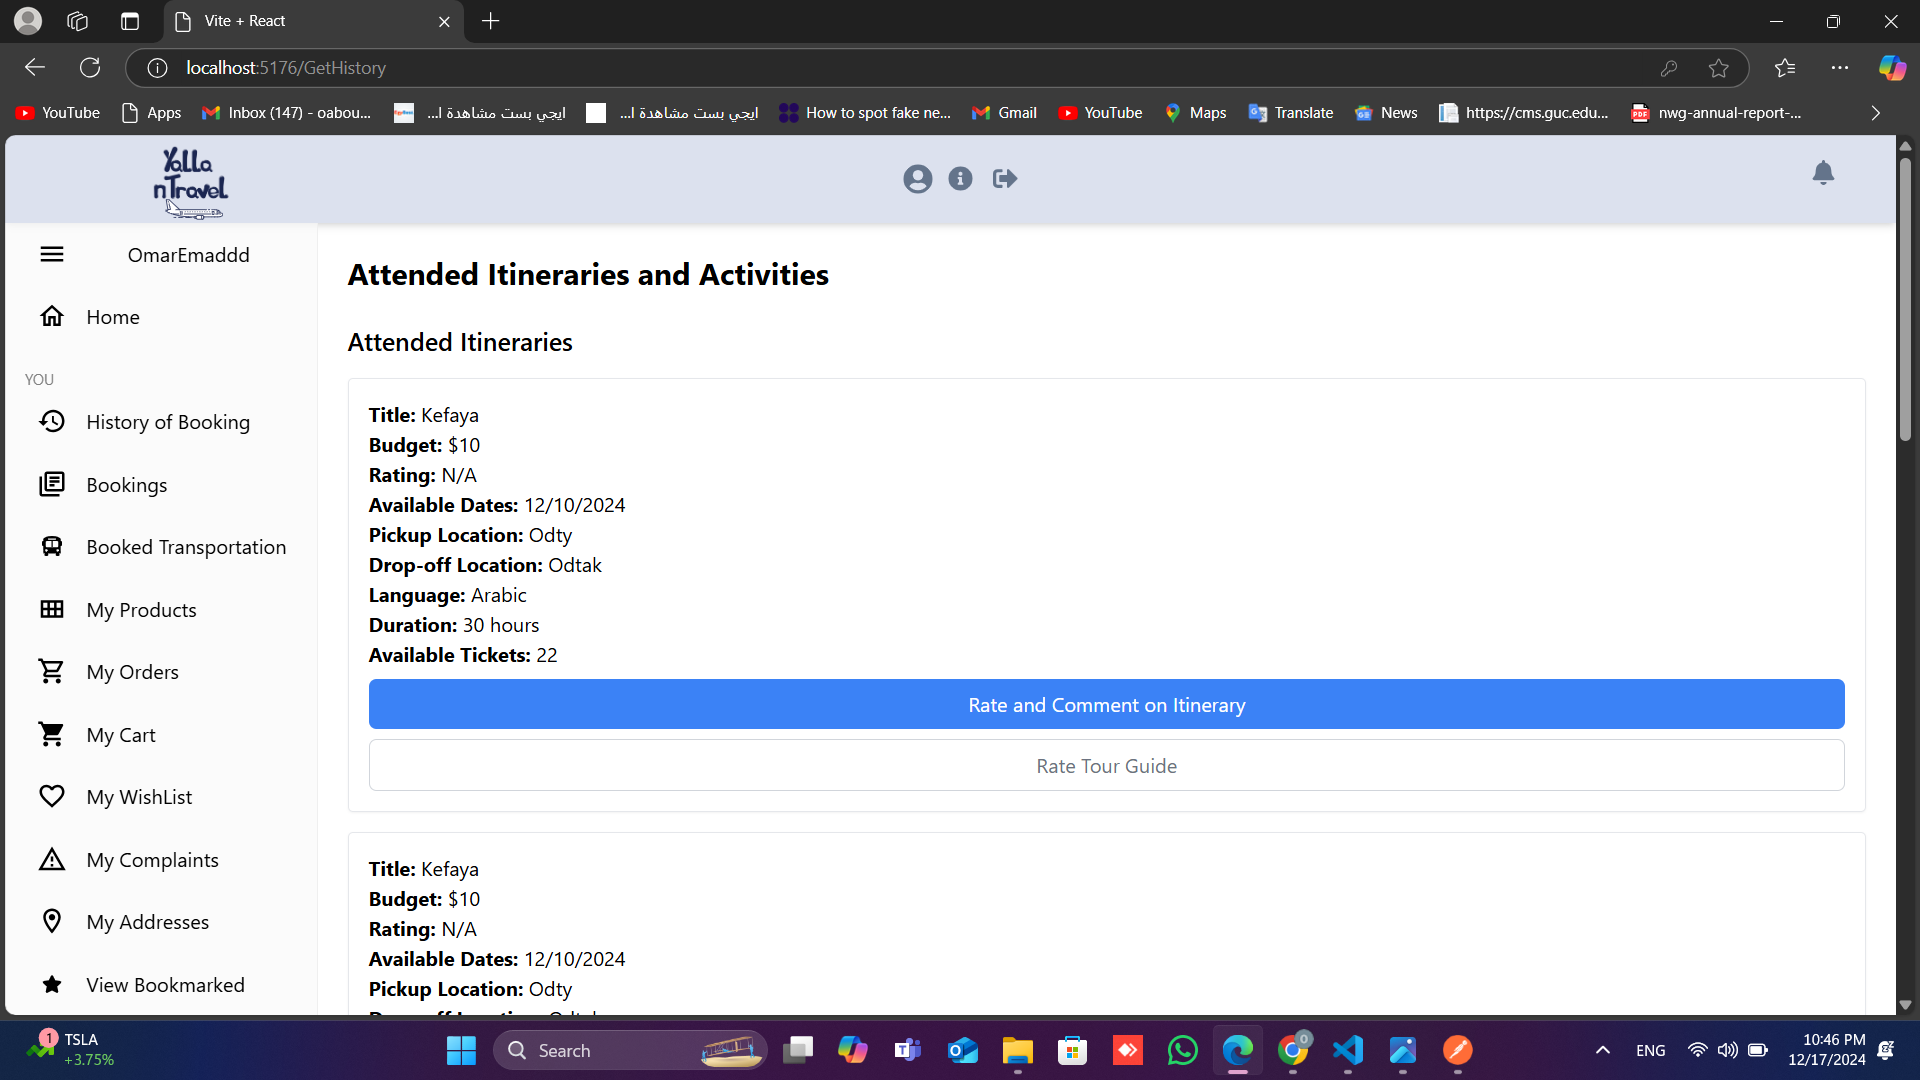 Vite + React
localhost:5176/GetHistory
YouTube
Apps
Inbox (147) - oabou...
ايجي بست مشاهدة ا...
ايجي بست مشاهدة ا...
How to spot fake ne...
Gmail
YouTube
Maps
Translate
News
https://cms.guc.edu...
nwg-annual-report-...
Yalla
nTravel
OmarEmaddd
Home
YOU
History of Booking
Bookings
Booked Transportation
My Products
My Orders
My Cart
My WishList
My Complaints
My Addresses
View Bookmarked
Attended Itineraries and Activities
Attended Itineraries
Title: Kefaya
Budget: $10
Rating: N/A
Available Dates: 12/10/2024
Pickup Location: Odty
Drop-off Location: Odtak
Language: Arabic
Duration: 30 hours
Available Tickets: 22
Rate and Comment on Itinerary
Rate Tour Guide
Title: Kefaya
Budget: $10
Rating: N/A
Available Dates: 12/10/2024
Pickup Location: Odty
1
TSLA
+3.75%
Search
0
ENG
10:46 PM
12/17/2024